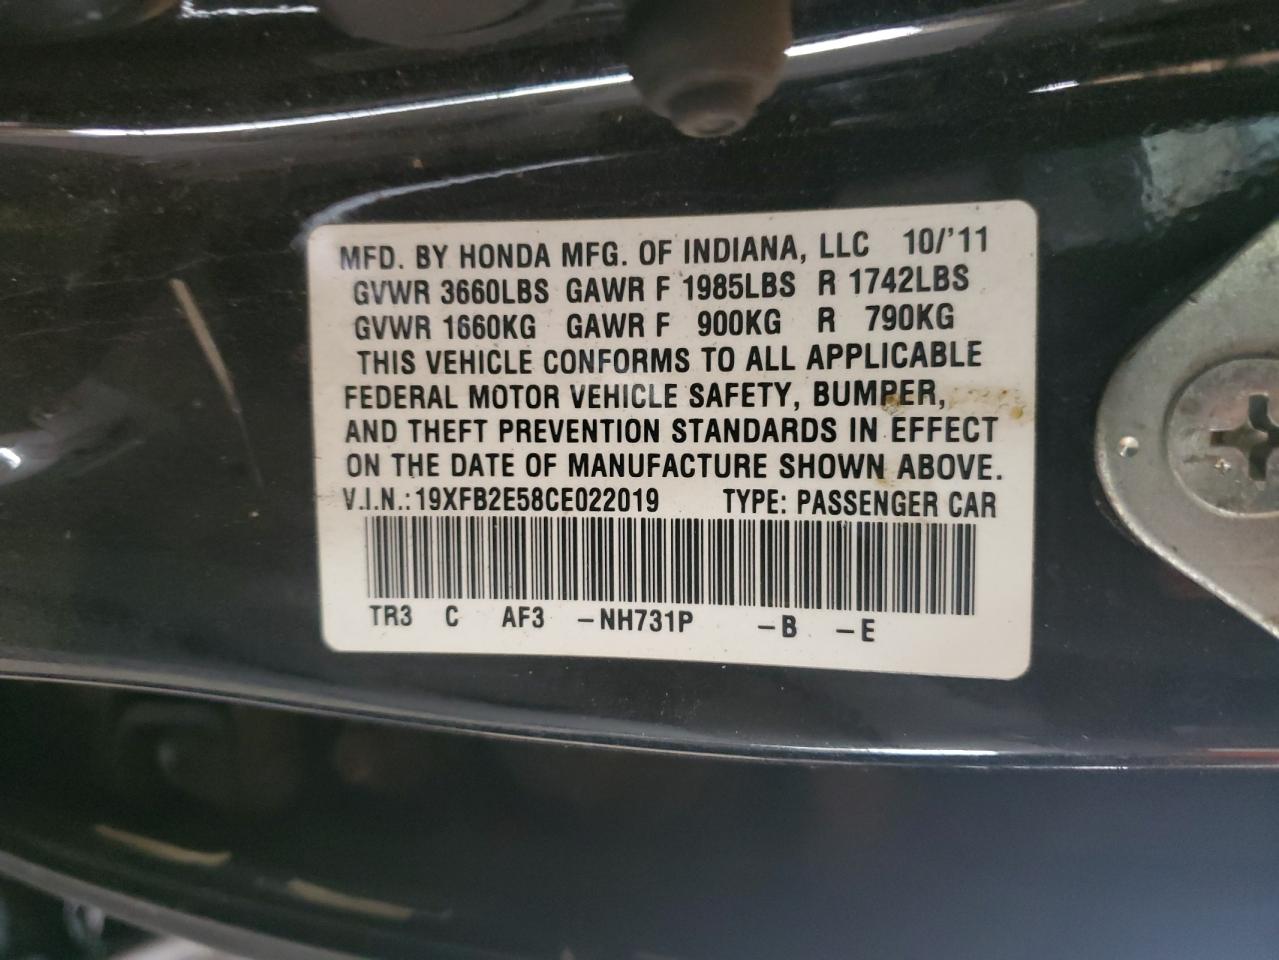 MFD. BY HONDA MFG. OF INDIANA, LLC 10/'11
GVWR 3660LBS GAWR F 1985LBS R 1742LBS
GVWR 1660KG GAWR F 900KG R 790KG
THIS VEHICLE CONFORMS TO ALL APPLICABLE
FEDERAL MOTOR VEHICLE SAFETY, BUMPER,
AND THEFT PREVENTION STANDARDS IN EFFECT
ON THE DATE OF MANUFACTURE SHOWN ABOVE.
V.I.N.:19XFB2E58CE022019 TYPE: PASSENGER CAR
TR3 C AF3 -NH731P -B -E